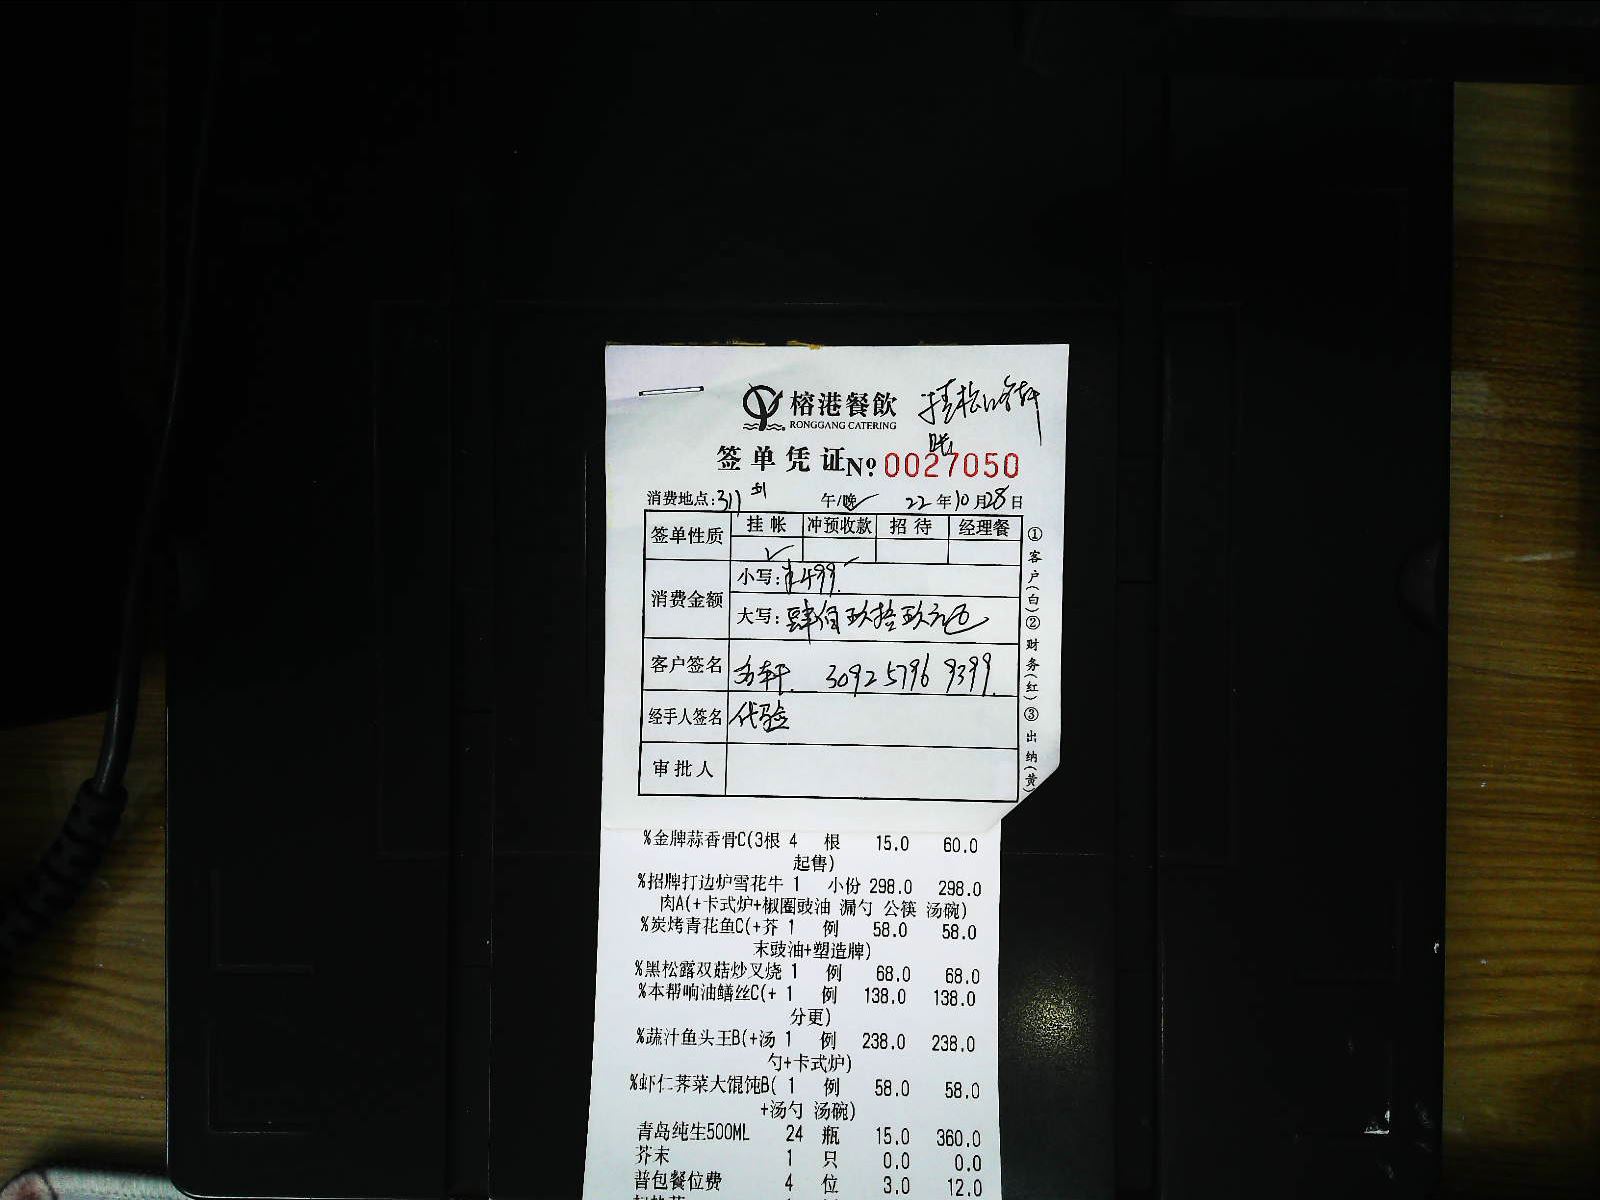 榕港餐飲
RONGGANG CATERING
签单凭证 Nº 0027050
消费地点:311 午/晚✓ 22年10月28日
签单性质 挂帐 冲预收款 招待 经理餐
✓
消费金额 小写:¥499.
大写:肆佰玖拾玖元
客户签名 3092 5796 9399.
经手人签名 代验
审批人
①客户(白)②财务(红)③出纳(黄)
%金牌蒜香骨C(3根 4 根 15.0 60.0
起售)
%招牌打边炉雪花牛 1 小份 298.0 298.0
肉A(+卡式炉+椒圈豉油 漏勺 公筷 汤碗)
%炭烤青花鱼C(+芥 1 例 58.0 58.0
末豉油+塑造牌)
%黑松露双菇炒叉烧 1 例 68.0 68.0
%本帮响油鳝丝C(+ 1 例 138.0 138.0
分更)
%蔬汁鱼头王B(+汤 1 例 238.0 238.0
勺+卡式炉)
%虾仁荠菜大馄饨B( 1 例 58.0 58.0
+汤勺 汤碗)
青岛纯生500ML 24 瓶 15.0 360.0
芥末 1 只 0.0 0.0
普包餐位费 4 位 3.0 12.0